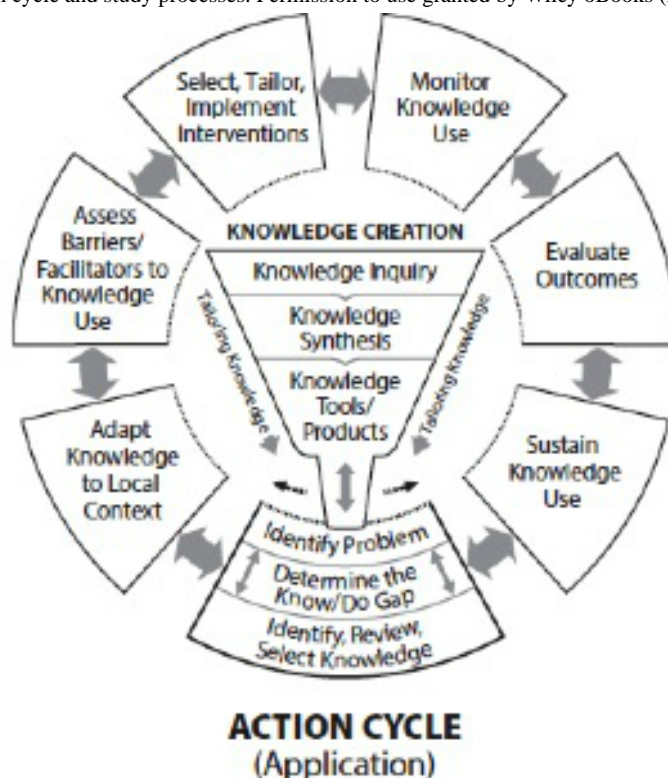 cycle and study processes. Permission to use granted by Wiley
Select, Tailor,
Implement
Interventions
Monitor
Knowledge
Use
Assess
Barriers/
Facilitators to
Knowledge
Use
KNOWLEDGE CREATION
Knowledge Inquiry
Knowledge
Synthesis
Knowledge
Tools/
Products
Tailoring Knowledge
Tailoring Knowledge
Evaluate
Outcomes
Adapt
Knowledge
to Local
Context
Sustain
Knowledge
Use
Identify Problem
Determine the
Know/Do Gap
Identify, Review,
Select Knowledge
ACTION CYCLE
(Application)